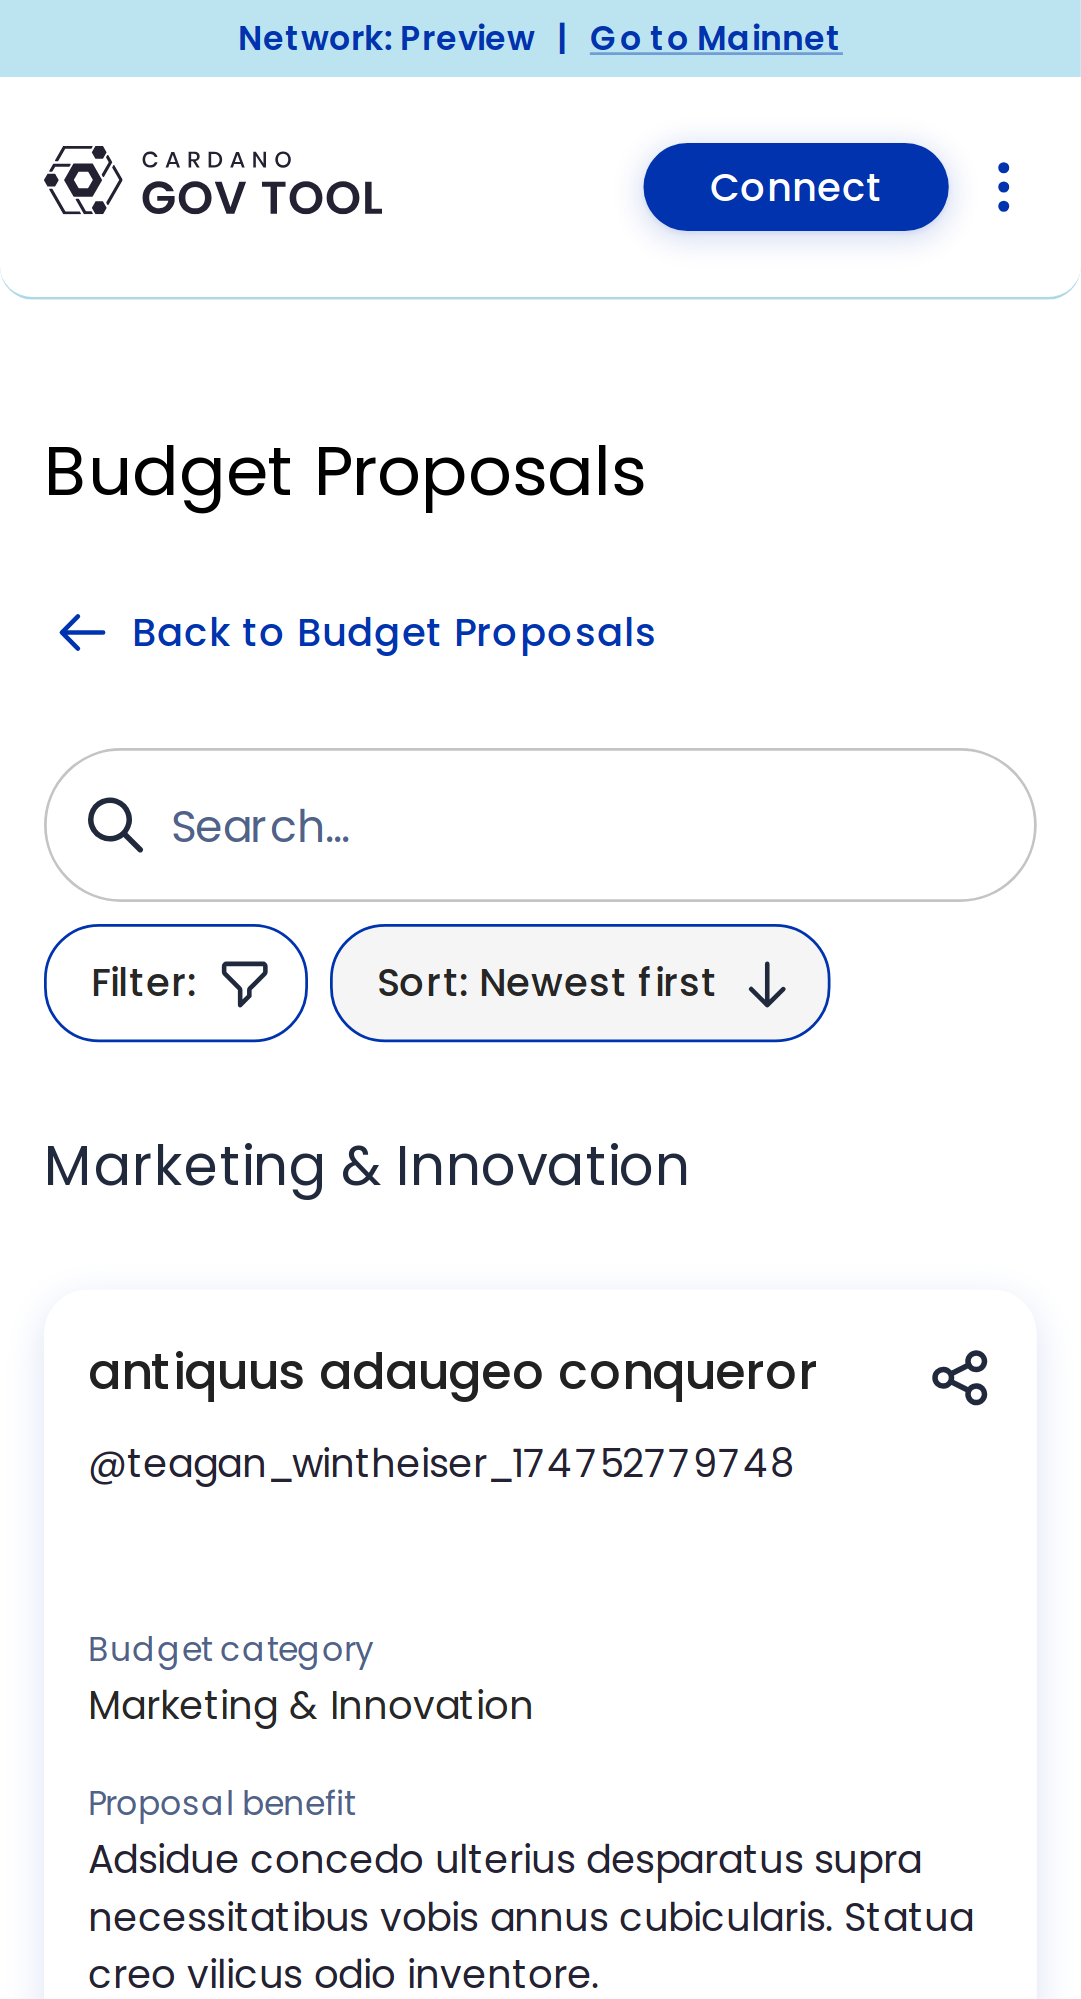 Network: Preview | Go to Mainnet
CARDANO
GOV TOOL
Connect
Budget Proposals
Back to Budget Proposals
Search...
Filter:
Sort: Newest first
Marketing & Innovation
antiquus adaugeo conqueror
@teagan_wintheiser_1747527779748
Budget category
Marketing & Innovation
Proposal benefit
Adsidue concedo ulterius desparatus supra
necessitatibus vobis annus cubicularis. Statua
creo vilicus odio inventore.